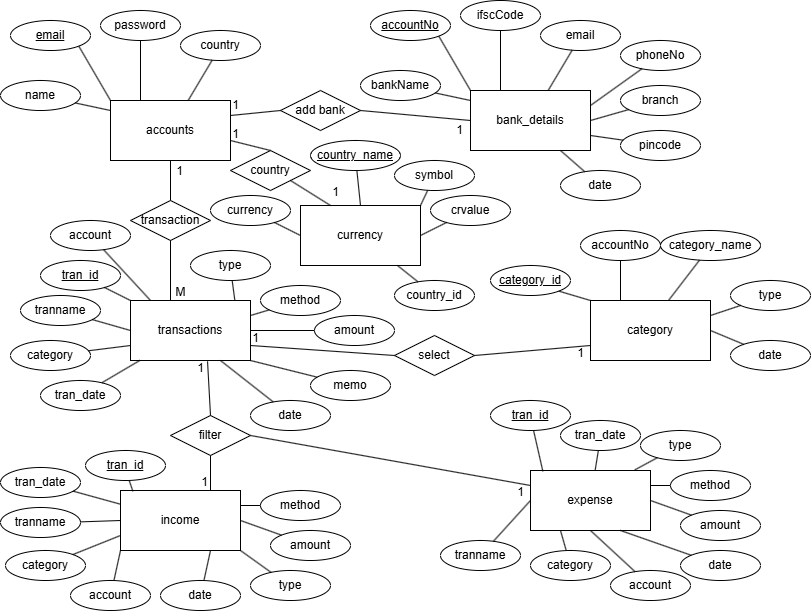 email
password
country
name
accounts
1
1
1
add bank
1
accountNo
ifscCode
email
bankName
phoneNo
branch
bank_details
pincode
date
country
1
country_name
symbol
currency
crvalue
currency
country_id
transaction
M
account
tran_id
type
tranname
method
transactions
amount
category
1
tran_date
memo
1
date
select
1
accountNo
category_name
category_id
type
category
date
filter
1
1
tran_id
tran_date
method
tranname
income
category
amount
account
date
type
tran_id
tran_date
type
method
expense
amount
tranname
category
date
account